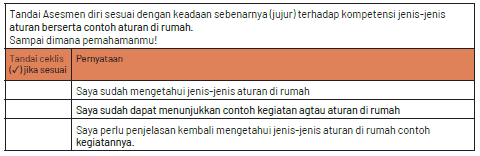 Tandai Asesmen diri sesuai dengan keadaan sebenarnya (jujur) terhadap kompetensi jenis-jenis
aturan berserta contoh aturan di rumah.
Sampai dimana pemahamanmu!
Tandai ceklis
(✓) jika sesuai
Pernyataan
Saya sudah mengetahui jenis-jenis aturan di rumah
Saya sudah dapat menunjukkan contoh kegiatan agtau aturan di rumah
Saya perlu penjelasan kembali mengetahui jenis-jenis aturan di rumah contoh
kegiatannya.